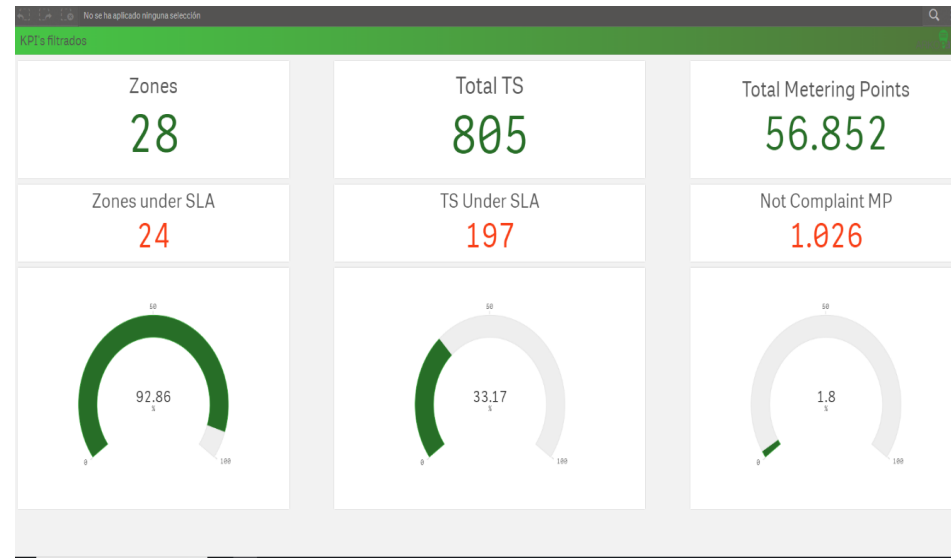 No se ha aplicado ninguna selección
KPI's filtrados
Zones
28
Total TS
805
Total Metering Points
56.852
Zones under SLA
24
TS Under SLA
197
Not Complaint MP
1.026
50
92.86
%
0
100
50
33.17
%
0
100
50
1.8
%
0
100